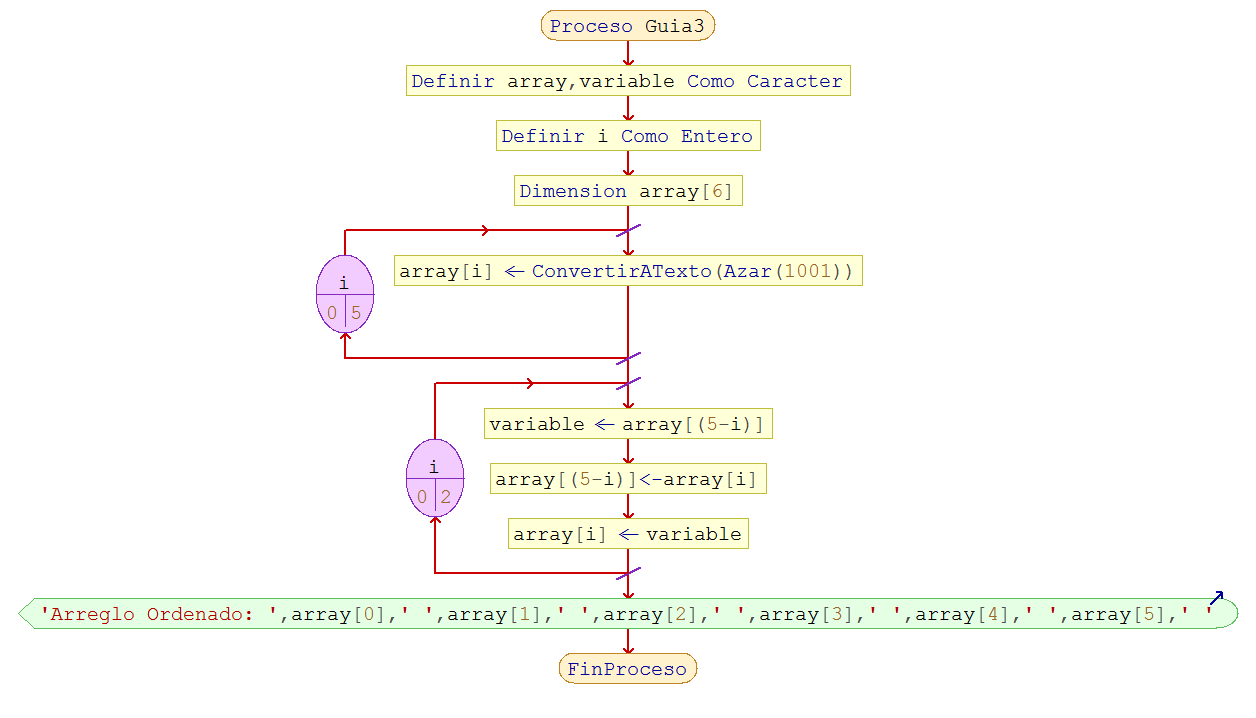 Proceso Guia3
Definir array,variable Como Caracter
Definir i Como Entero
Dimension array[6]
array[i] ← ConvertirATexto(Azar(1001))
i
0 5
variable ← array[(5-i)]
i
0 2
array[(5-i)]<-array[i]
array[i] ← variable
'Arreglo Ordenado: ',array[0],' ',array[1],' ',array[2],' ',array[3],' ',array[4],' ',array[5],' '
FinProceso